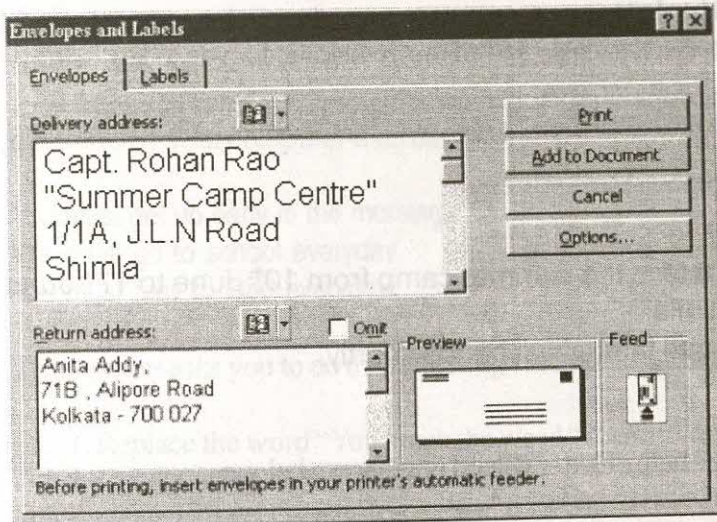 Envelopes and Labels
Envelopes Labels
Delivery address:
Capt. Rohan Rao
"Summer Camp Centre"
1/1A, J.L.N Road
Shimla
Print
Add to Document
Cancel
Options...
Return address:
Omit
Anita Addy,
71B , Alipore Road
Kolkata - 700 027
Preview
Feed
Before printing, insert envelopes in your printer's automatic feeder.